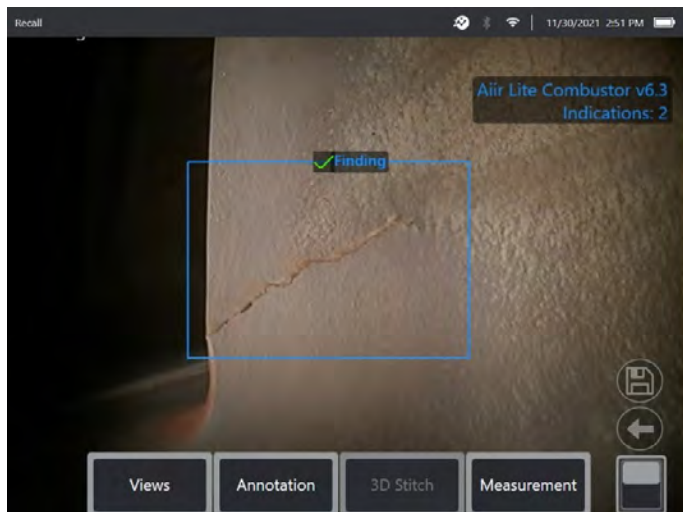 Recall
11/30/2021 2:51 PM
Aiir Lite Combustor v6.3
Indications: 2
Finding
Views
Annotation
3D Stitch
Measurement